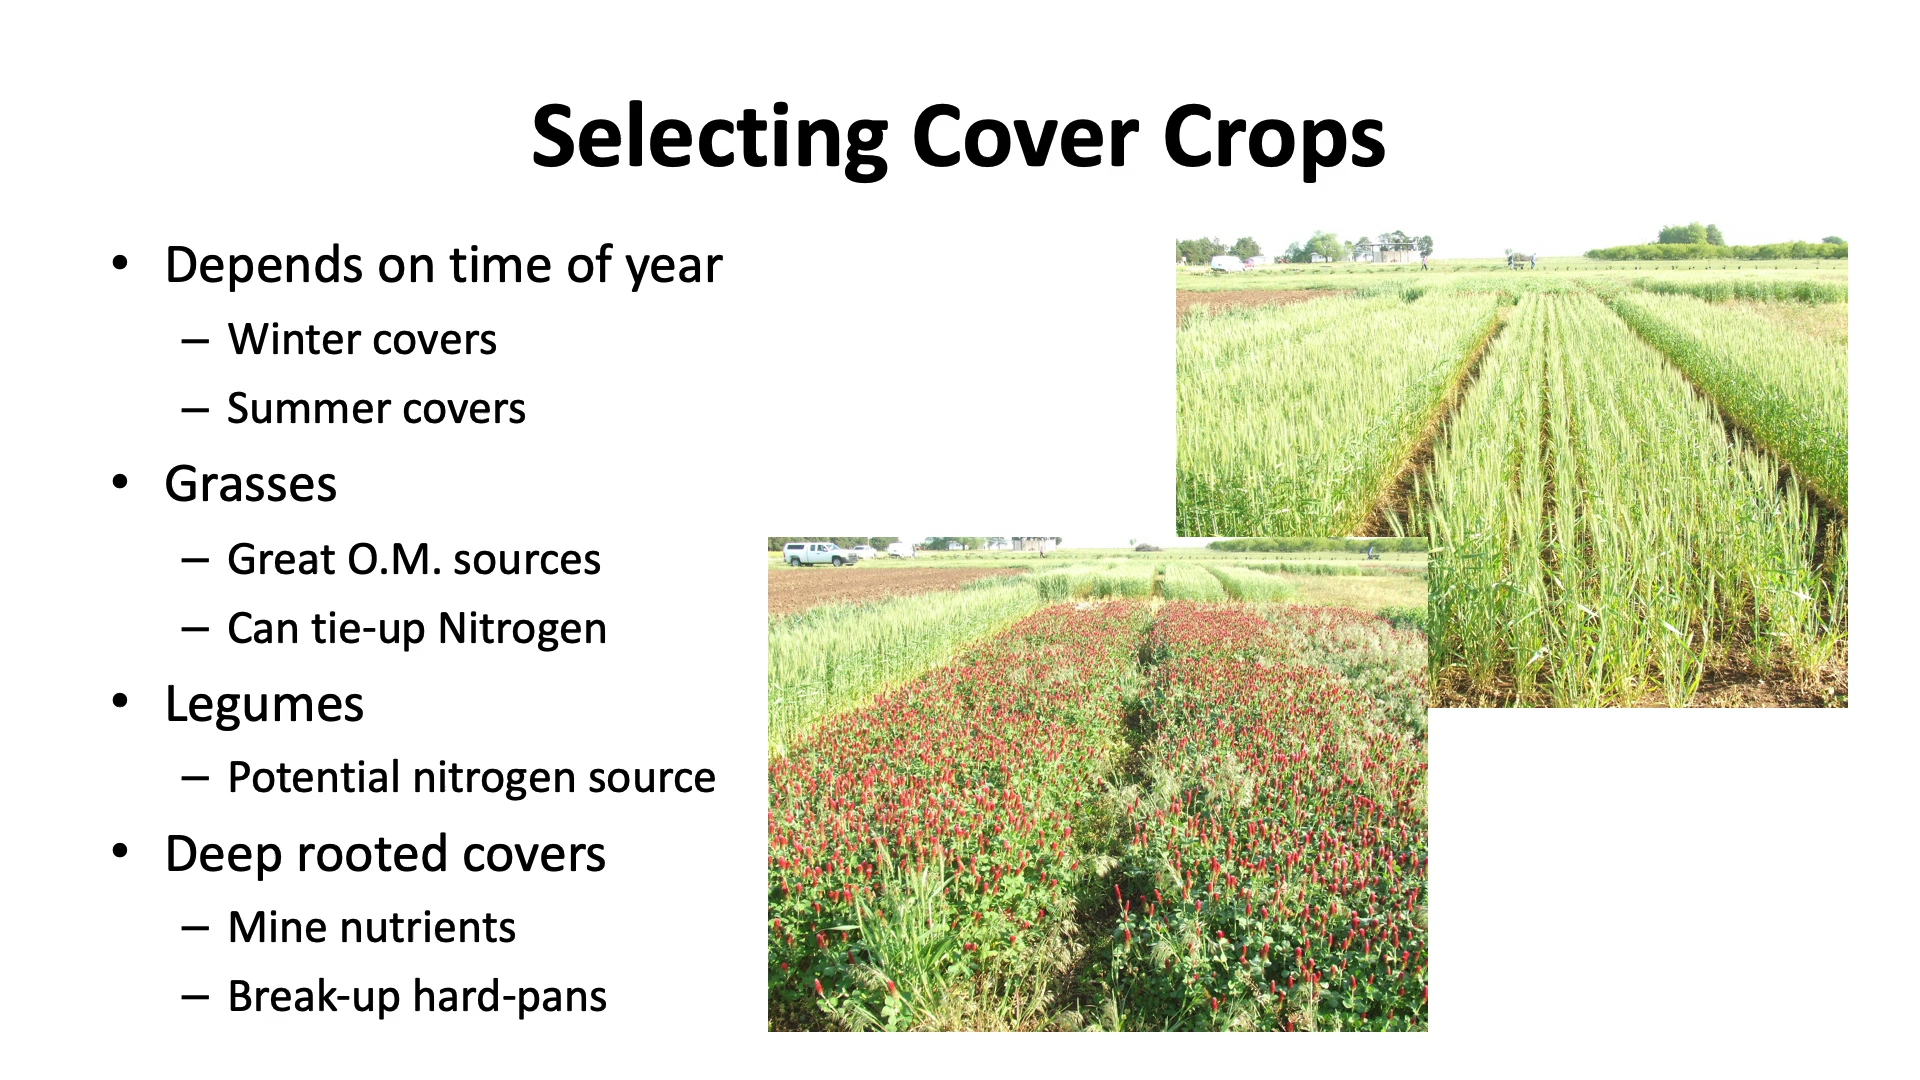 Selecting Cover Crops
• Depends on time of year
– Winter covers
– Summer covers
• Grasses
– Great O.M. sources
– Can tie-up Nitrogen
• Legumes
– Potential nitrogen source
• Deep rooted covers
– Mine nutrients
– Break-up hard-pans